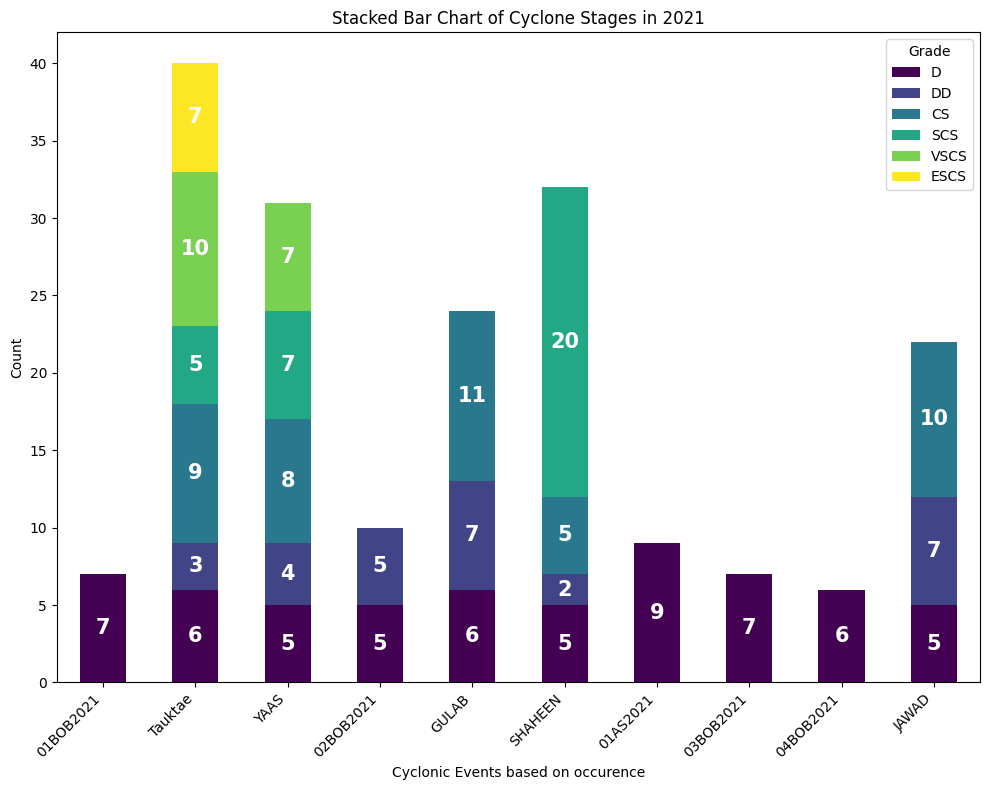 Stacked Bar Chart of Cyclone Stages in 2021
Grade
D
DD
CS
SCS
VSCS
ESCS
Count
40
35
30
25
20
15
10
5
0
7
7
10
5
9
3
6
7
7
8
4
5
5
5
11
7
6
20
5
2
5
9
7
6
10
7
5
01BOB2021
Tauktae
YAAS
02BOB2021
GULAB
SHAHEEN
01AS2021
03BOB2021
04BOB2021
JAWAD
Cyclonic Events based on occurence